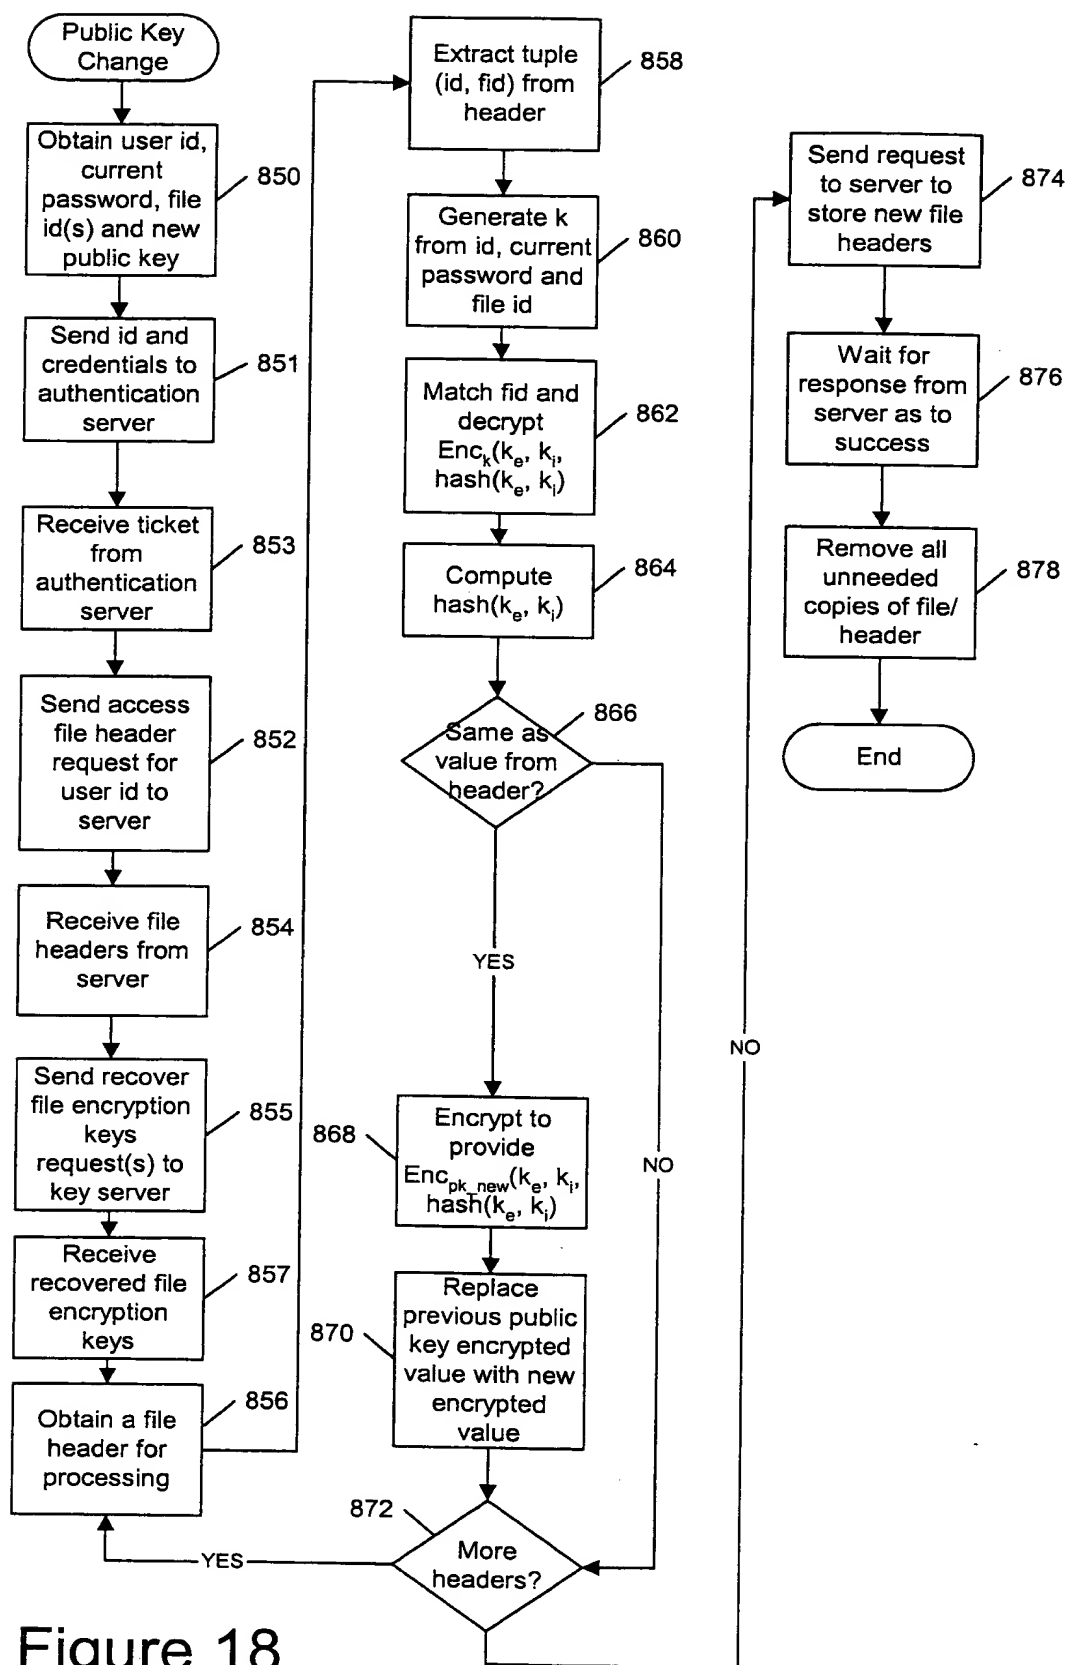 Public Key
Change
Obtain user id,
current
password, file
id(s) and new
public key
850
Send id and
credentials to
authentication
server
851
Receive ticket
from
authentication
server
853
Send access
file header
request for
user id to
server
852
Receive file
headers from
server
854
Send recover
file encryption
keys
request(s) to
key server
855
Receive
recovered file
encryption
keys
857
Obtain a file
header for
processing
856
Extract tuple
(id, fid) from
header
858
Generate k
from id, current
password and
file id
860
Match fid and
decrypt
Enck(ke, ki,
hash(ke, ki)
862
Compute
hash(ke, ki)
864
Same as
value from
header?
866
YES
NO
Encrypt to
provide
Encpk_new(ke, ki,
hash(ke, ki)
868
Replace
previous public
key encrypted
value with new
encrypted
value
870
More
headers?
872
YES
NO
Send request
to server to
store new file
headers
874
Wait for
response from
server as to
success
876
Remove all
unneeded
copies of file/
header
878
End
Figure 18